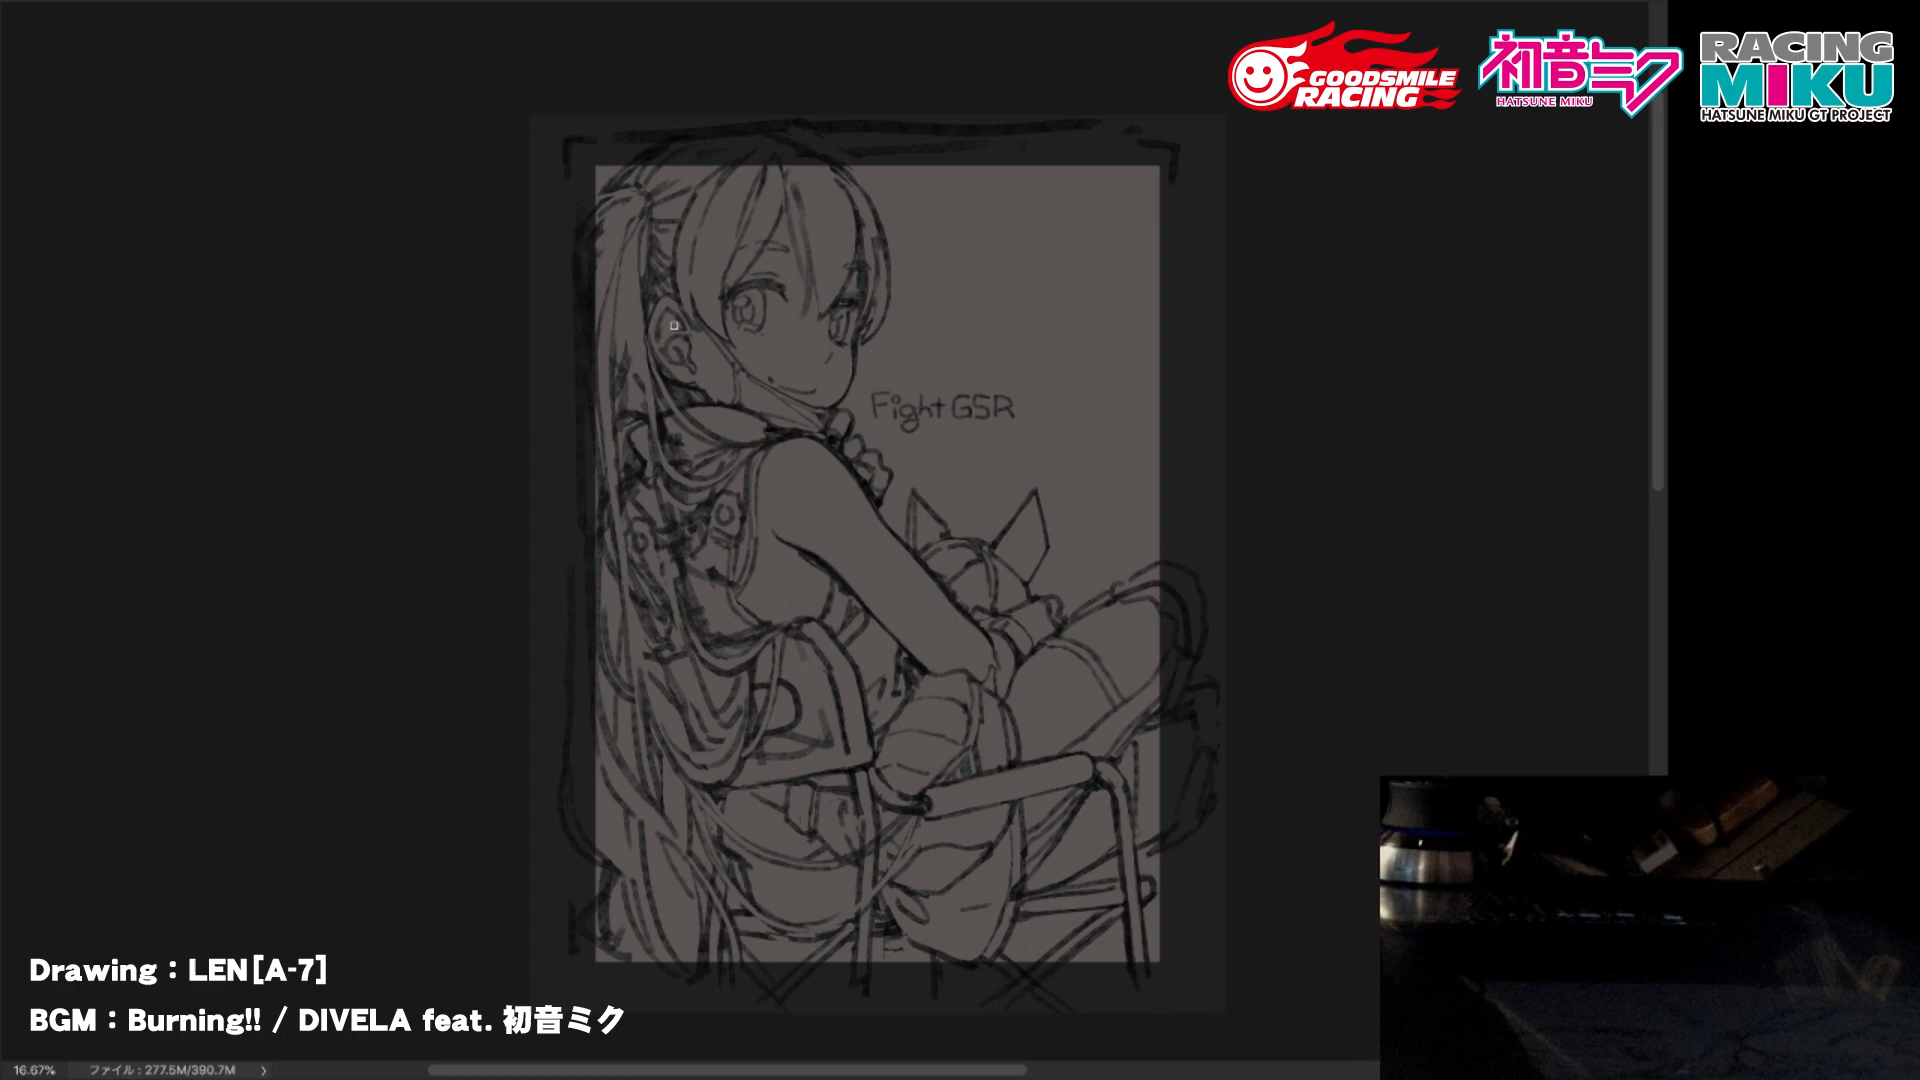 GOODSMILE
RACING
初音ミク
HATSUNE MIKU
RACING
MIKU
HATSUNE MIKU GT PROJECT
Fight GSR
Drawing : LEN[A-7]
BGM : Burning!! / DIVELA feat. 初音ミク
16.67% ファイル : 277.5M/390.7M